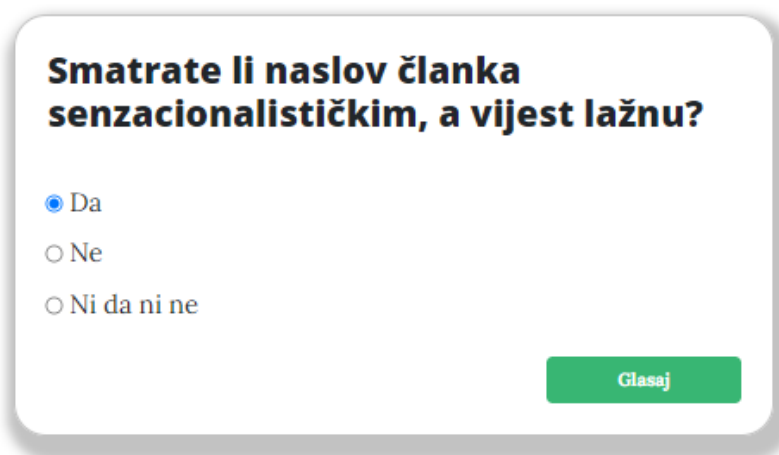 Smatrate li naslov članka
senzacionalističkim, a vijest lažnu?
Da
Ne
Ni da ni ne
Glasaj